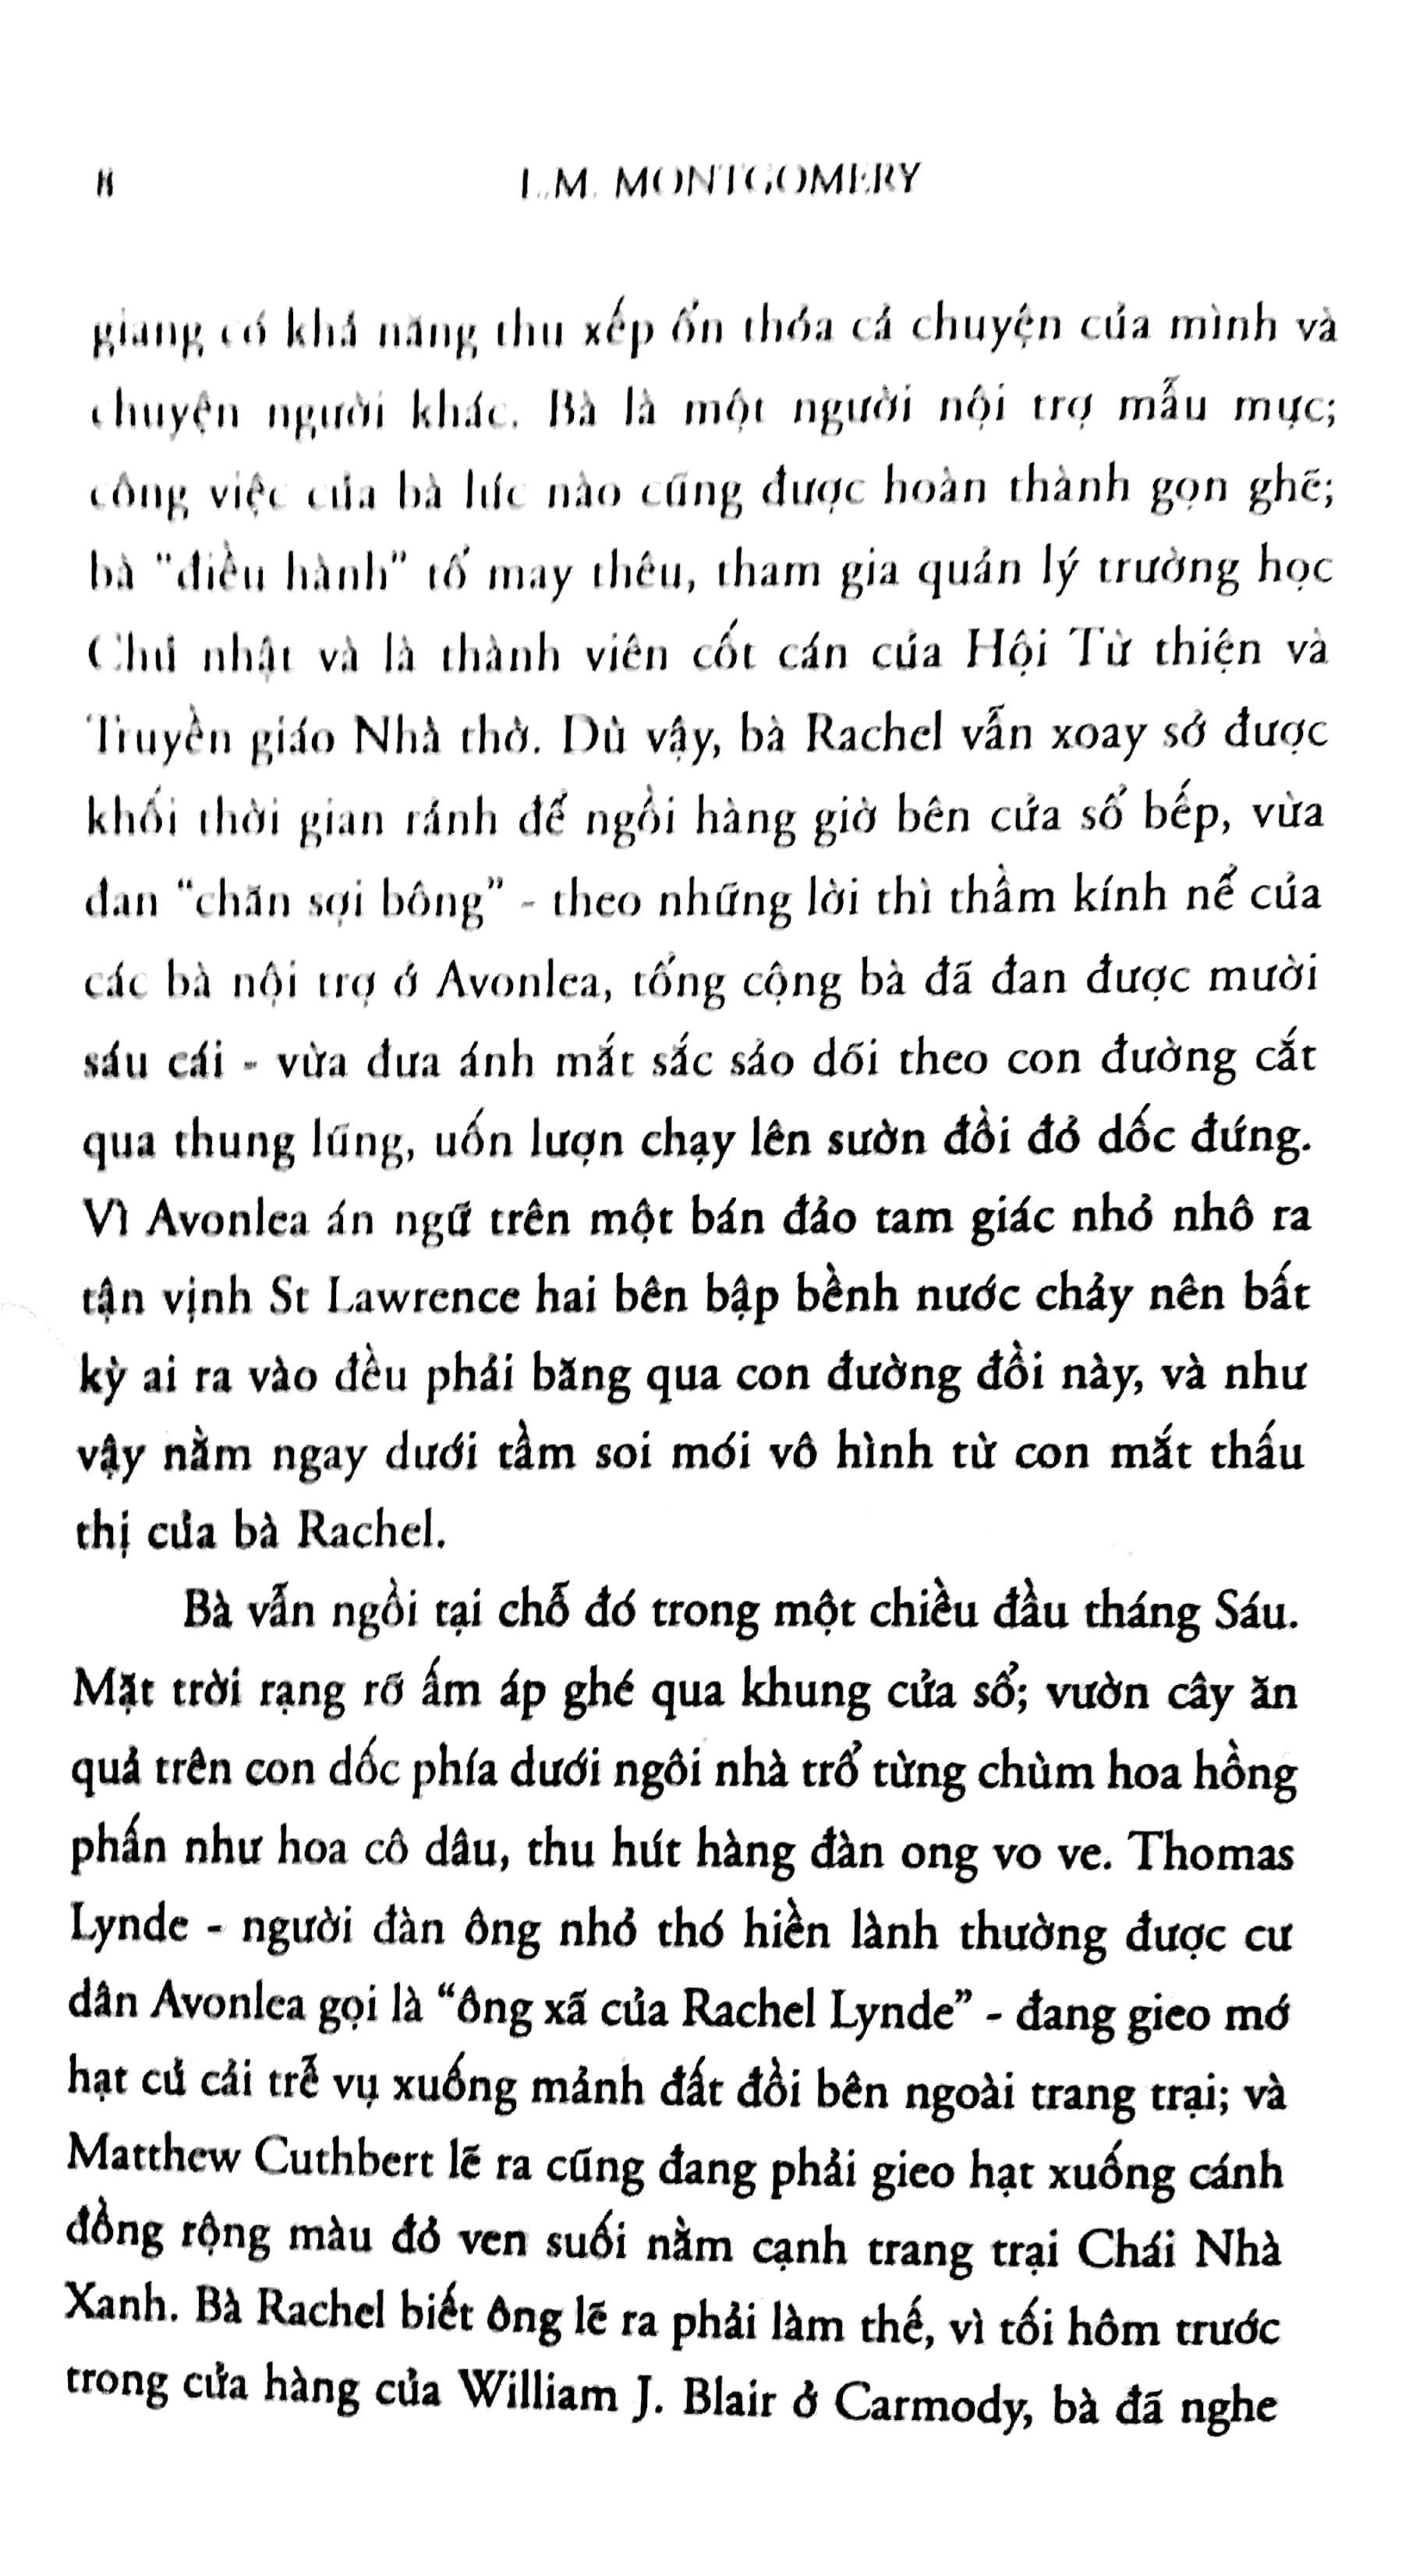 8 L.M. MONTGOMERY
giang có khả năng thu xếp ổn thỏa cả chuyện của mình và
chuyện người khác. Bà là một người nội trợ mẫu mực;
công việc của bà lúc nào cũng được hoàn thành gọn ghẽ;
bà "điều hành" tổ may thêu, tham gia quản lý trường học
Chủ nhật và là thành viên cốt cán của Hội Từ thiện và
Truyền giáo Nhà thờ. Dù vậy, bà Rachel vẫn xoay sở được
khối thời gian rảnh để ngồi hàng giờ bên cửa sổ bếp, vừa
đan “chăn sợi bông” - theo những lời thì thầm kính nể của
các bà nội trợ ở Avonlea, tổng cộng bà đã đan được mười
sáu cái - vừa đưa ánh mắt sắc sảo dõi theo con đường cắt
qua thung lũng, uốn lượn chạy lên sườn đồi đỏ dốc đứng.
Vì Avonlea án ngữ trên một bán đảo tam giác nhỏ nhô ra
tận vịnh St Lawrence hai bên bập bềnh nước chảy nên bất
kỳ ai ra vào đều phải băng qua con đường đồi này, và như
vậy nằm ngay dưới tầm soi mói vô hình từ con mắt thấu
thị của bà Rachel.
Bà vẫn ngồi tại chỗ đó trong một chiều đầu tháng Sáu.
Mặt trời rạng rỡ ấm áp ghé qua khung cửa sổ; vườn cây ăn
quả trên con dốc phía dưới ngôi nhà trổ từng chùm hoa hồng
phấn như hoa cô dâu, thu hút hàng đàn ong vo ve. Thomas
Lynde - người đàn ông nhỏ thó hiền lành thường được cư
dân Avonlea gọi là “ông xã của Rachel Lynde” - đang gieo mớ
hạt củ cải trễ vụ xuống mảnh đất đồi bên ngoài trang trại; và
Matthew Cuthbert lẽ ra cũng đang phải gieo hạt xuống cánh
đồng rộng màu đỏ ven suối nằm cạnh trang trại Chái Nhà
Xanh. Bà Rachel biết ông lẽ ra phải làm thế, vì tối hôm trước
trong cửa hàng của William J. Blair ở Carmody, bà đã nghe